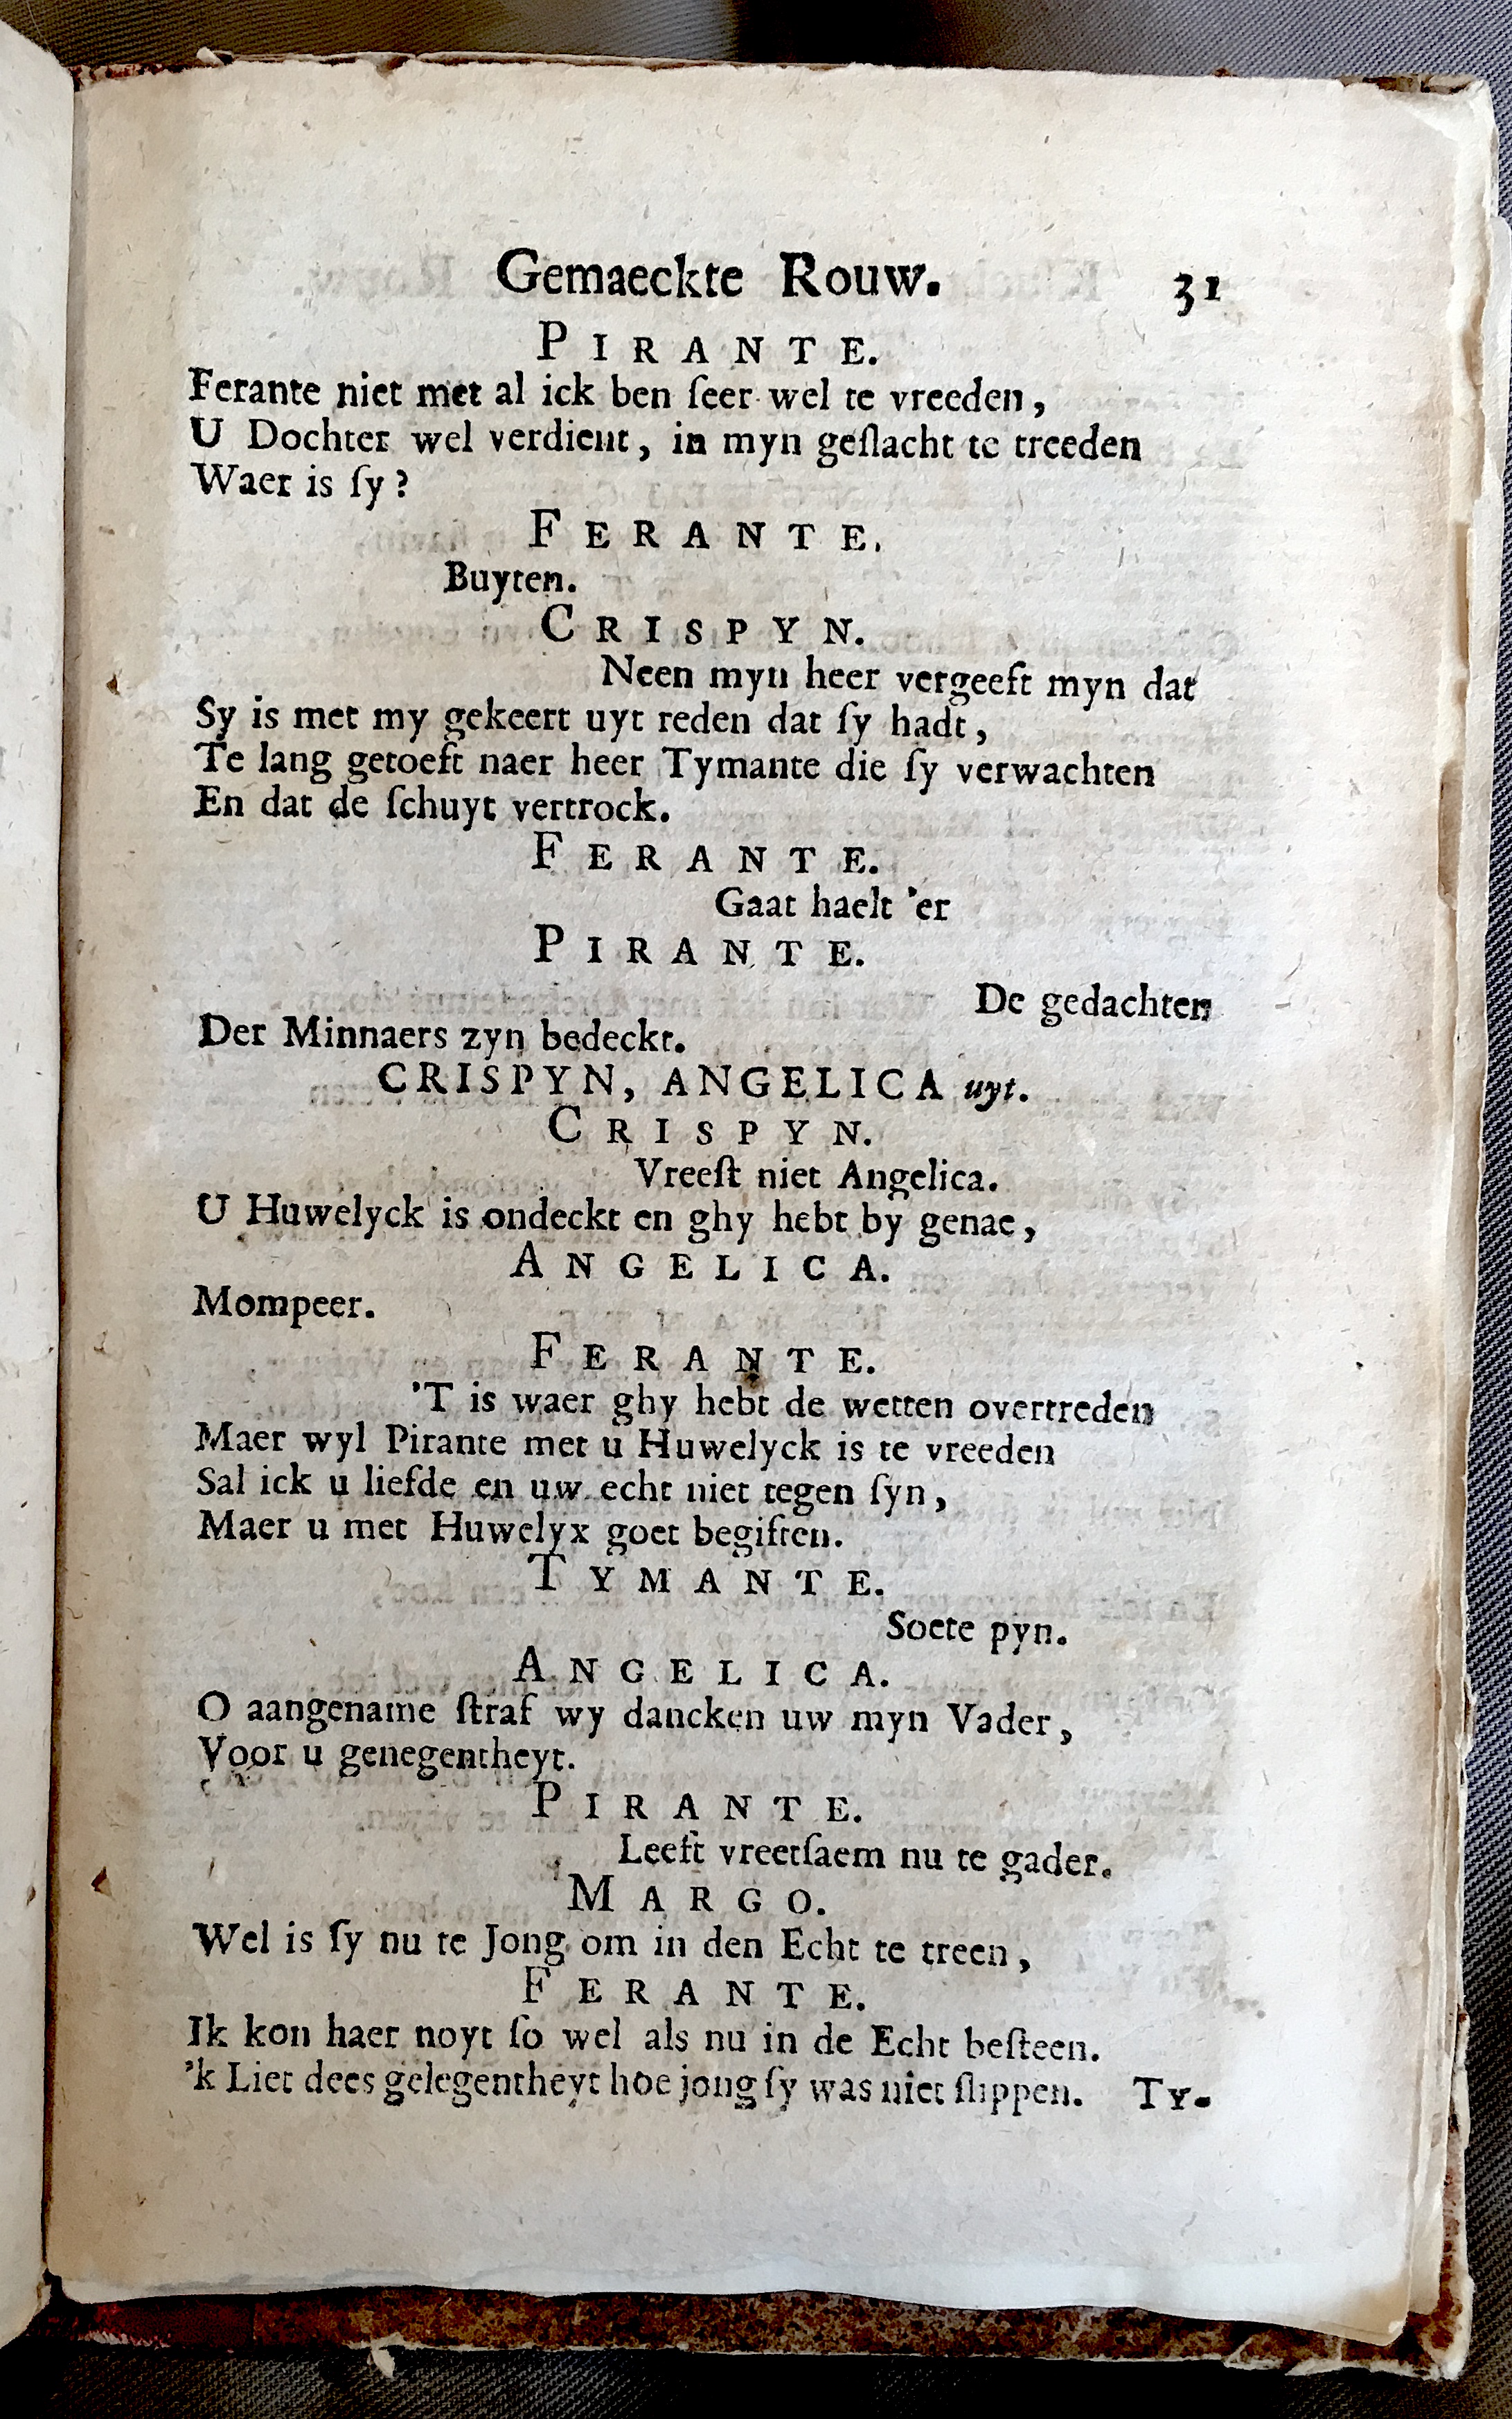 Gemaeckte Rouw. 31
PIRANTE.
Ferante niet met al ick ben ſeer wel te vreeden,
U Dochter wel verdient, in myn geſlacht te treeden
Waer is ſy?
FERANTE.
Buyten.
CRISPYN.
Neen myn heer vergeeft myn dat
Sy is met my gekeert uyt reden dat ſy hadt,
Te lang getoeft naer heer Tymante die ſy verwachten
En dat de ſchuyt vertrock.
FERANTE.
Gaat haelt 'er
PIRANTE.
De gedachten
Der Minnaers zyn bedeckt.
CRISPYN, ANGELICA uyt.
CRISPYN.
Vreeſt niet Angelica.
U Huwelyck is ondeckt en ghy hebt by genae,
ANGELICA.
Mompeer.
FERANTE.
'T is waer ghy hebt de wetten overtreden
Maer wyl Pirante met u Huwelyck is te vreeden
Sal ick u liefde en uw echt niet tegen ſyn,
Maer u met Huwelyx goet begiften.
TYMANTE.
Soete pyn.
ANGELICA.
O aangename ſtraf wy dancken uw myn Vader,
Voor u genegentheyt.
PIRANTE.
Leeft vreetſaem nu te gader.
MARGO.
Wel is ſy nu te Jong om in den Echt te treen,
FERANTE.
Ik kon haer noyt ſo wel als nu in de Echt beſteen.
'k Liet dees gelegentheyt hoe jong ſy was niet ſlippen. TY-